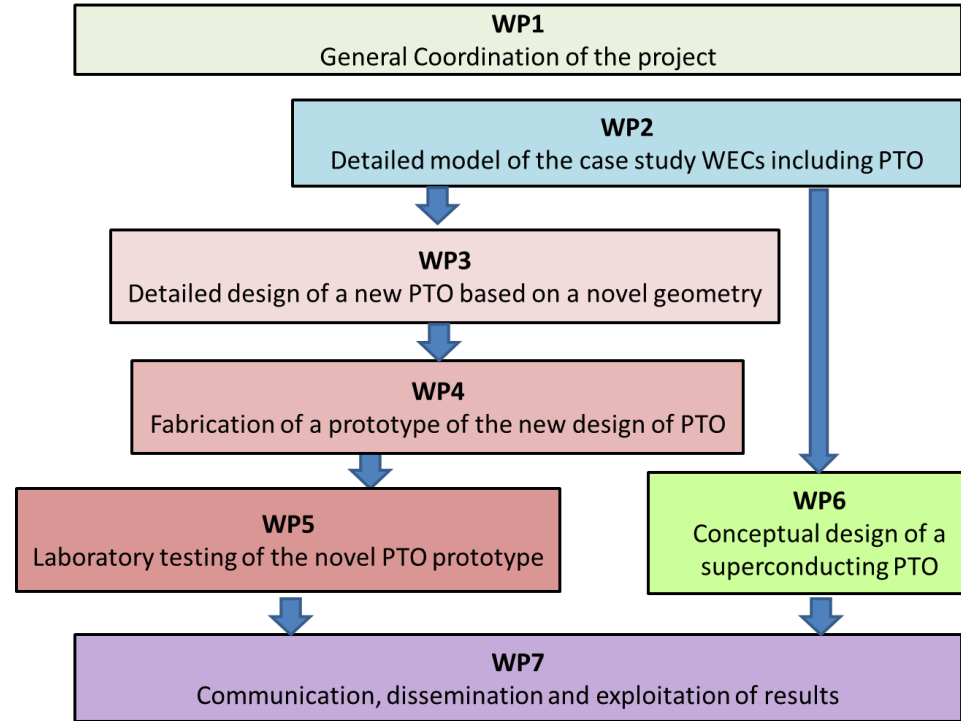 WP1
General Coordination of the project
WP2
Detailed model of the case study WECs including PTO
WP3
Detailed design of a new PTO based on a novel geometry
WP4
Fabrication of a prototype of the new design of PTO
WP5
Laboratory testing of the novel PTO prototype
WP6
Conceptual design of a
superconducting PTO
WP7
Communication, dissemination and exploitation of results